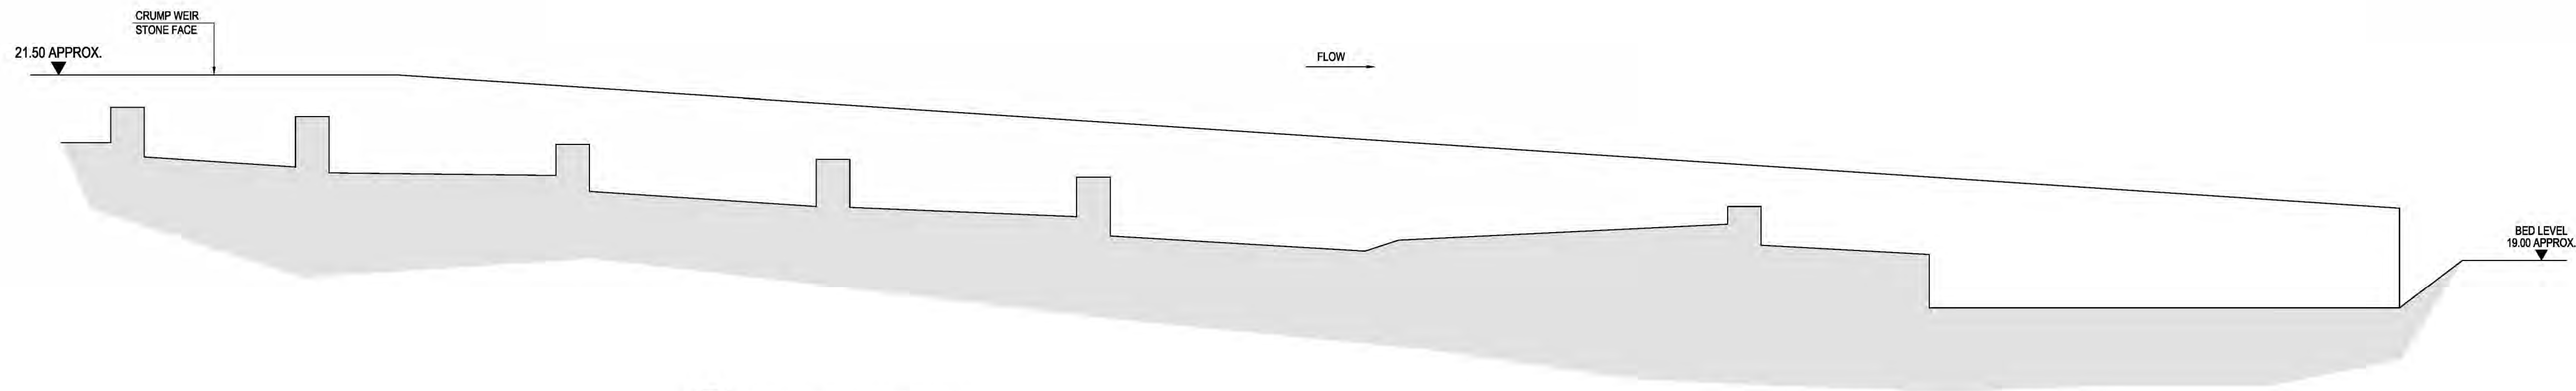 CRUMP WEIR
STONE FACE
21.50 APPROX.
FLOW
BED LEVEL
19.00 APPROX.